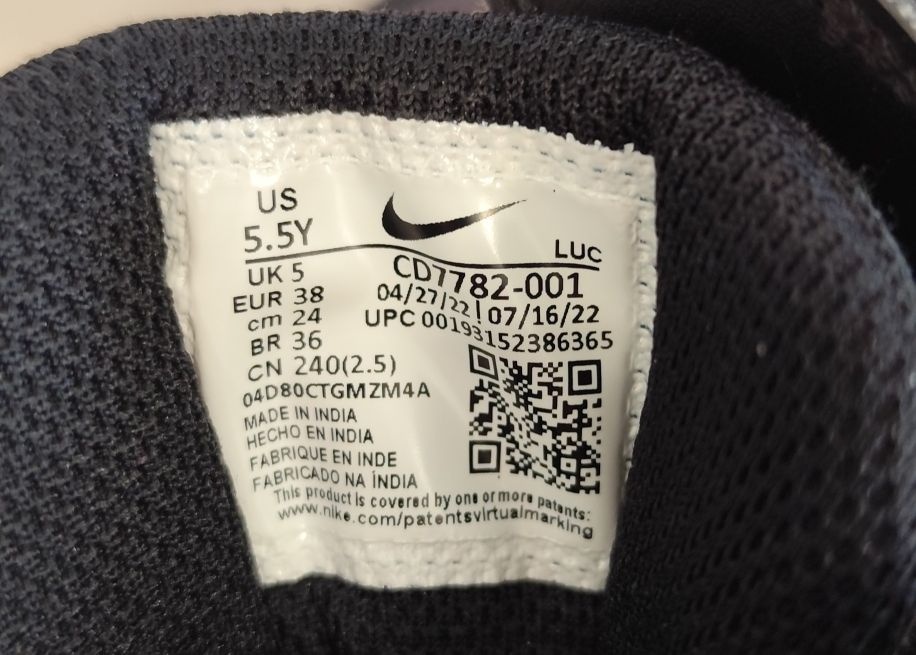 US
5.5Y
LUC
UK 5
EUR 38
cm 24
BR 36
CN 240(2.5)
CD7782-001
04/27/22 | 07/16/22
UPC 00193152386365
04D80CTGMZM4A
MADE IN INDIA
HECHO EN INDIA
FABRIQUE EN INDE
FABRICADO NA ÍNDIA
This product is covered by one or more patents:
www.nike.com/patentsvirtualmarking